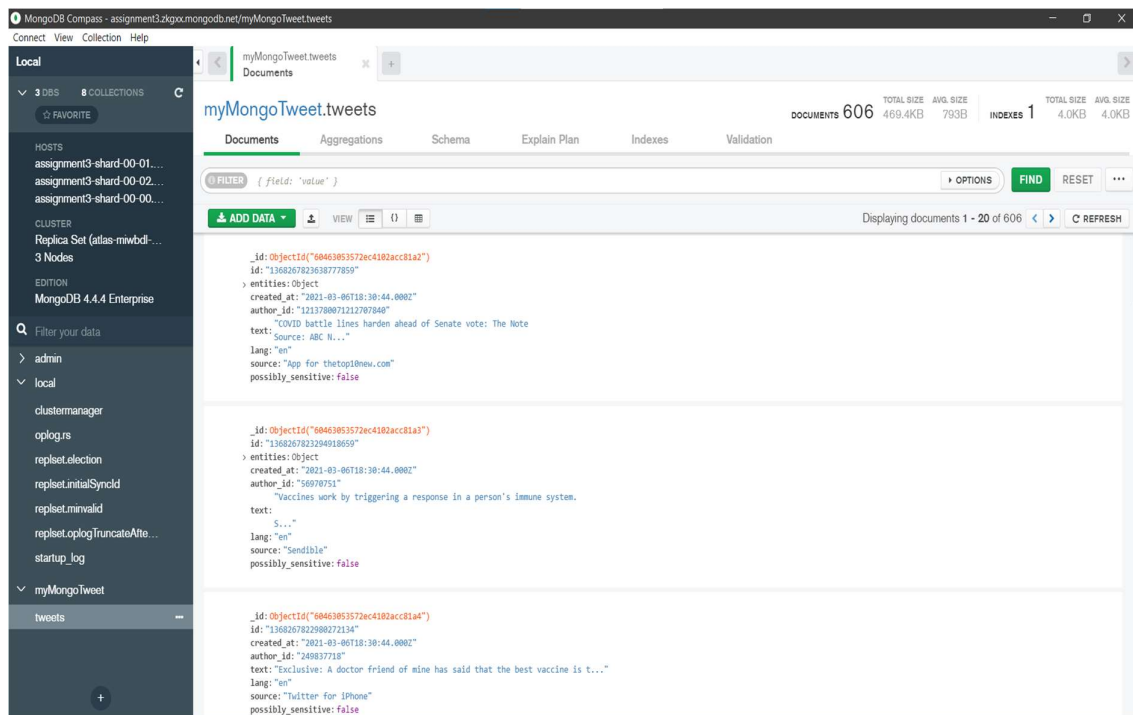 MongoDB Compass - assignment3.zkgxx.mongodb.net/myMongoTweet.tweets
Connect View Collection Help
Local
3 DBS 8 COLLECTIONS
FAVORITE
HOSTS
assignment3-shard-00-01....
assignment3-shard-00-02....
assignment3-shard-00-00....
CLUSTER
Replica Set (atlas-miwbdl-...
3 Nodes
EDITION
MongoDB 4.4.4 Enterprise
Filter your data
admin
local
clustermanager
oplog.rs
replset.election
replset.initialSyncId
replset.minvalid
replset.oplogTruncateAfte...
startup_log
myMongoTweet
tweets
myMongoTweet.tweets
Documents
myMongoTweet.tweets
DOCUMENTS 606 TOTAL SIZE 469.4KB AVG. SIZE 793B INDEXES 1 TOTAL SIZE 4.0KB AVG. SIZE 4.0KB
Documents Aggregations Schema Explain Plan Indexes Validation
FILTER { field: 'value' } OPTIONS FIND RESET ...
ADD DATA VIEW {} Displaying documents 1 - 20 of 606 < > REFRESH
_id: ObjectId("60463053572ec4102acc81a2")
id: "1368267823638777859"
> entities: Object
created_at: "2021-03-06T18:30:44.000Z"
author_id: "1213780071212707840"
text: "COVID battle lines harden ahead of Senate vote: The Note
Source: ABC N..."
lang: "en"
source: "App for thetop10new.com"
possibly_sensitive: false
_id: ObjectId("60463053572ec4102acc81a3")
id: "1368267823294918659"
> entities: Object
created_at: "2021-03-06T18:30:44.000Z"
author_id: "56970751"
"Vaccines work by triggering a response in a person's immune system.
text:
S..."
lang: "en"
source: "Sendible"
possibly_sensitive: false
_id: ObjectId("60463053572ec4102acc81a4")
id: "1368267822980272134"
created_at: "2021-03-06T18:30:44.000Z"
author_id: "249837718"
text: "Exclusive: A doctor friend of mine has said that the best vaccine is t..."
lang: "en"
source: "Twitter for iPhone"
possibly_sensitive: false